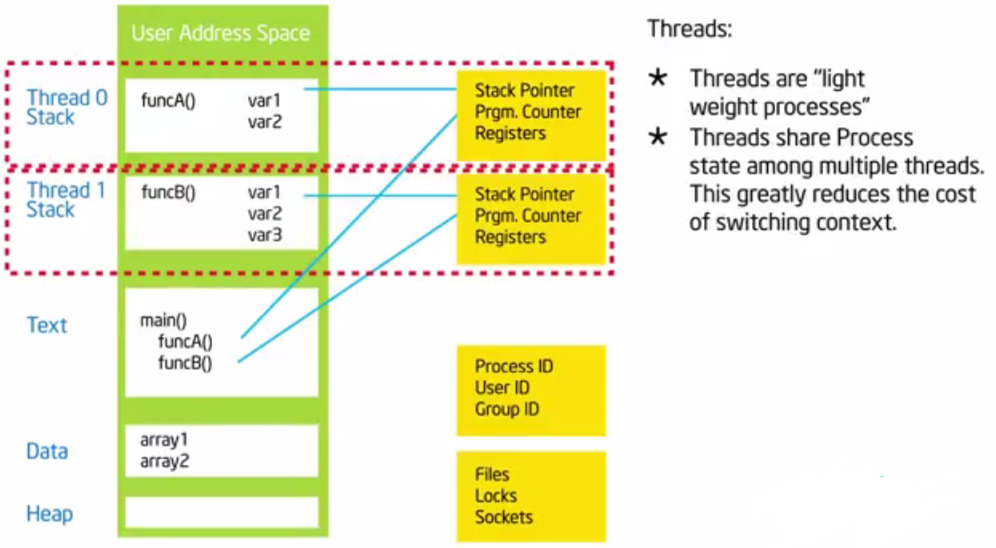 User Address Space
Thread 0
Stack
funcA() var1
var2
Stack Pointer
Prgm. Counter
Registers
Thread 1
Stack
funcB() var1
var2
var3
Stack Pointer
Prgm. Counter
Registers
Text
main()
funcA()
funcB()
Process ID
User ID
Group ID
Data
array1
array2
Files
Locks
Sockets
Heap
Threads:
* Threads are "light
weight processes"
* Threads share Process
state among multiple threads.
This greatly reduces the cost
of switching context.